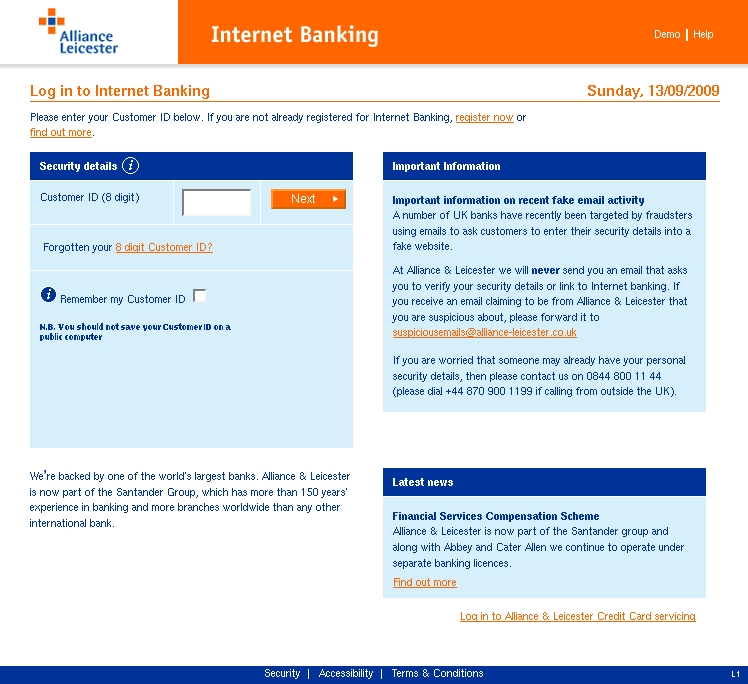 Alliance
Leicester
Internet Banking
Demo | Help
Log in to Internet Banking
Sunday, 13/09/2009
Please enter your Customer ID below. If you are not already registered for Internet Banking, register now or
find out more.
Security details i
Customer ID (8 digit)
Next
Forgotten your 8 digit Customer ID?
i Remember my Customer ID
N.B. You should not save your Customer ID on a
public computer
Important Information
Important information on recent fake email activity
A number of UK banks have recently been targeted by fraudsters
using emails to ask customers to enter their security details into a
fake website.
At Alliance & Leicester we will never send you an email that asks
you to verify your security details or link to Internet banking. If
you receive an email claiming to be from Alliance & Leicester that
you are suspicious about, please forward it to
suspiciousemails@alliance-leicester.co.uk
If you are worried that someone may already have your personal
security details, then please contact us on 0844 800 11 44
(please dial +44 870 900 1199 if calling from outside the UK).
We're backed by one of the world's largest banks. Alliance & Leicester
is now part of the Santander Group, which has more than 150 years'
experience in banking and more branches worldwide than any other
international bank.
Latest news
Financial Services Compensation Scheme
Alliance & Leicester is now part of the Santander group and
along with Abbey and Cater Allen we continue to operate under
separate banking licences.
Find out more
Log in to Alliance & Leicester Credit Card servicing
Security | Accessibility | Terms & Conditions
L1